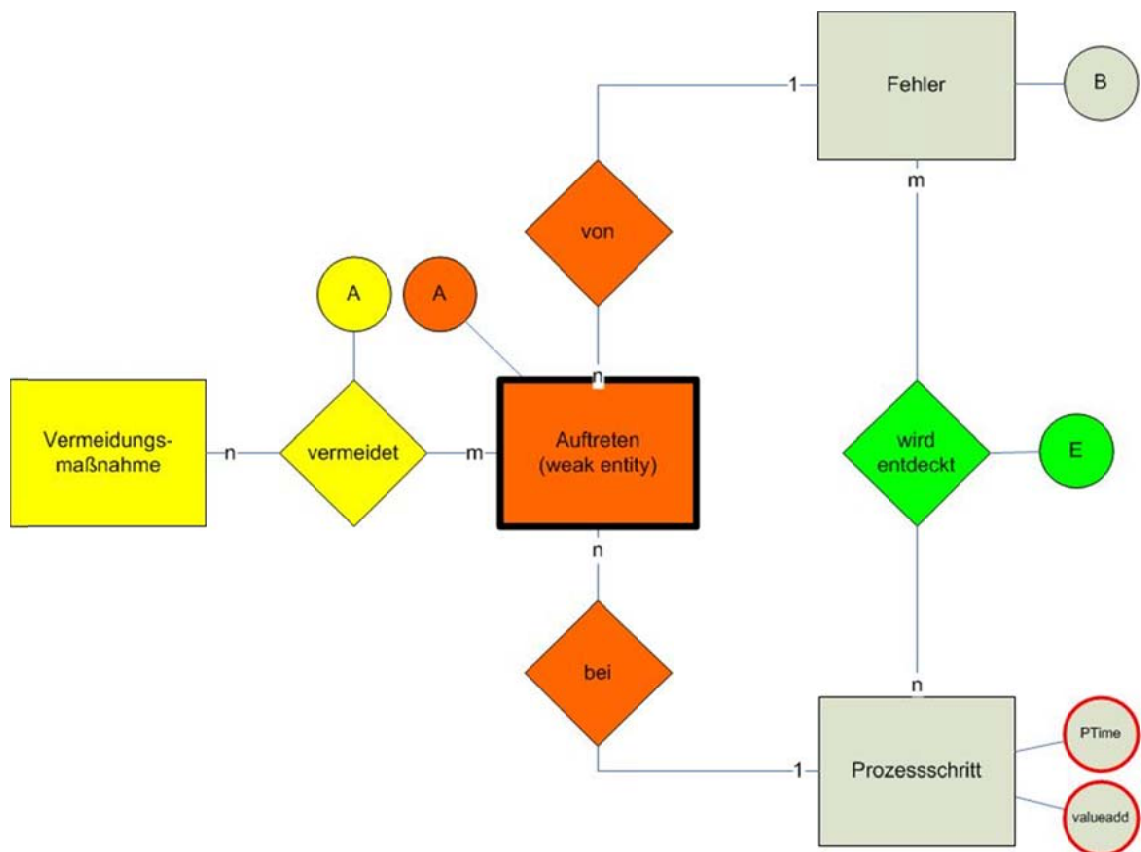 1
Fehler
B
m
von
A
A
n
Vermeidungs-
maßnahme
n
vermeidet
m
Auftreten
(weak entity)
wird
entdeckt
E
n
bei
n
1
Prozessschritt
PTime
valueadd